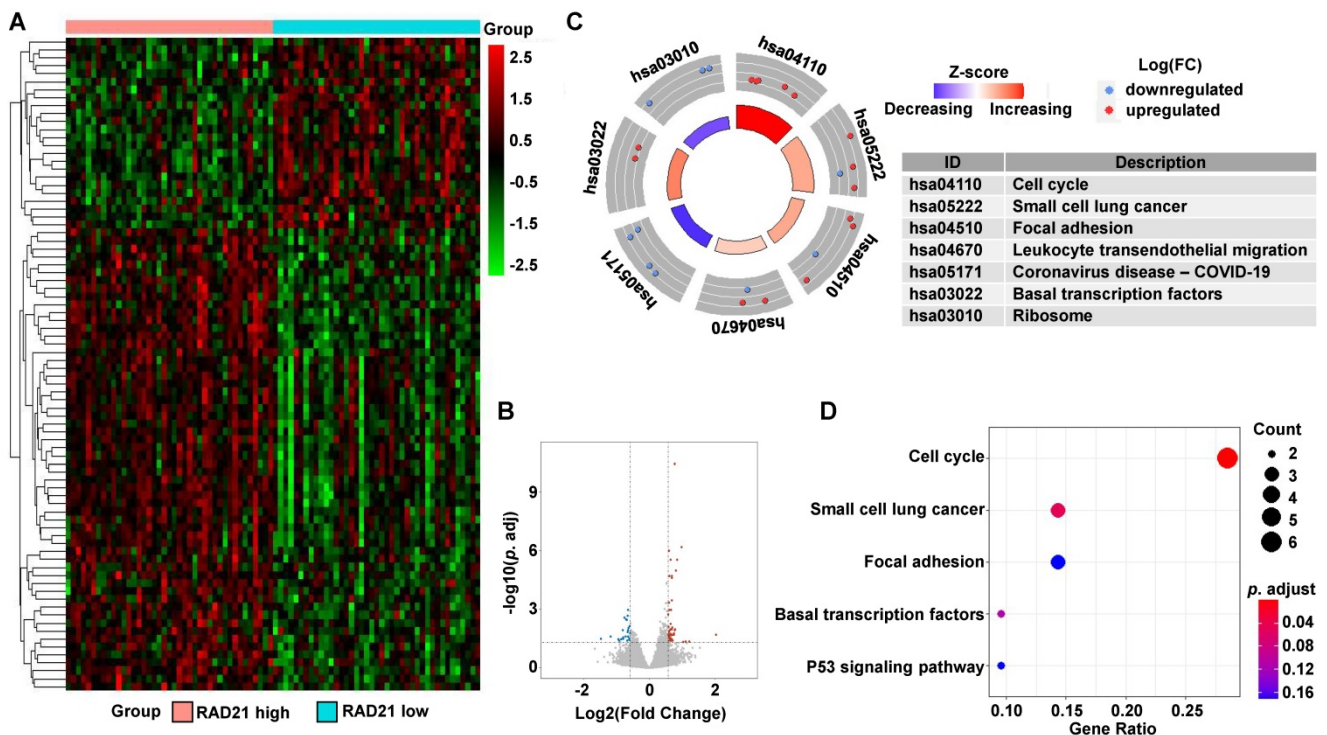 A
Group
2.5
1.5
0.5
-0.5
-1.5
-2.5
Group RAD21 high RAD21 low
B
9
6
3
0
-log10(p. adj)
-2 0 2
Log2(Fold Change)
C
hsa04110
hsa05222
hsa04510
hsa04670
hsa05171
hsa03022
hsa03010
Z-score
Decreasing Increasing
Log(FC)
downregulated
upregulated
ID Description
hsa04110 Cell cycle
hsa05222 Small cell lung cancer
hsa04510 Focal adhesion
hsa04670 Leukocyte transendothelial migration
hsa05171 Coronavirus disease – COVID-19
hsa03022 Basal transcription factors
hsa03010 Ribosome
D
Cell cycle
Small cell lung cancer
Focal adhesion
Basal transcription factors
P53 signaling pathway
0.10 0.15 0.20 0.25
Gene Ratio
Count
2
3
4
5
6
p. adjust
0.04
0.08
0.12
0.16